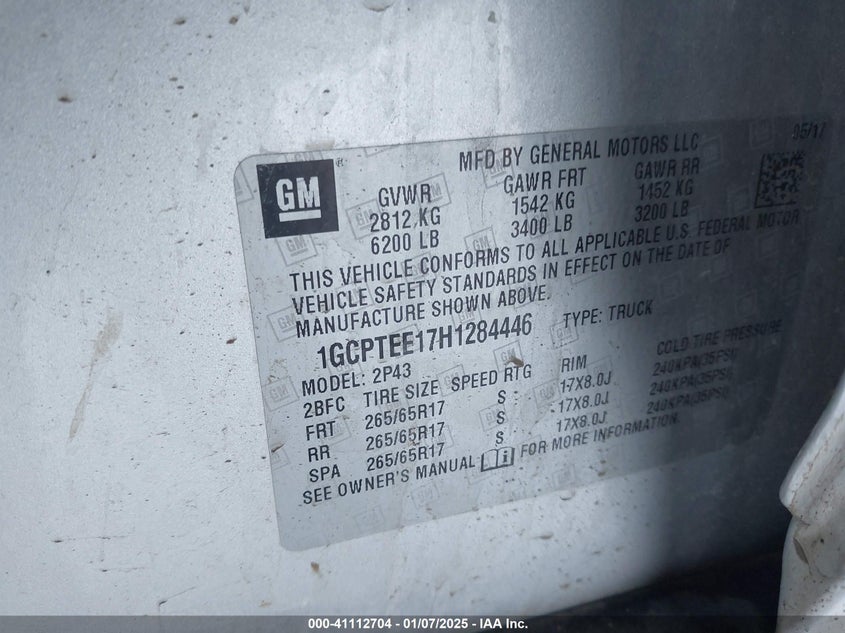 GM ®
MFD BY GENERAL MOTORS LLC 05/17
GVWR GAWR FRT GAWR RR
2812 KG 1542 KG 1452 KG
6200 LB 3400 LB 3200 LB
THIS VEHICLE CONFORMS TO ALL APPLICABLE U.S. FEDERAL MOTOR
VEHICLE SAFETY STANDARDS IN EFFECT ON THE DATE OF
MANUFACTURE SHOWN ABOVE.
1GCPTEE17H1284446 TYPE: TRUCK
MODEL: 2P43
2BFC TIRE SIZE SPEED RTG RIM COLD TIRE PRESSURE
FRT 265/65R17 S 17X8.0J 240KPA(35PSI)
RR 265/65R17 S 17X8.0J 240KPA(35PSI)
SPA 265/65R17 S 17X8.0J 240KPA(35PSI)
SEE OWNER'S MANUAL FOR MORE INFORMATION.
000-41112704 - 01/07/2025 - IAA Inc.